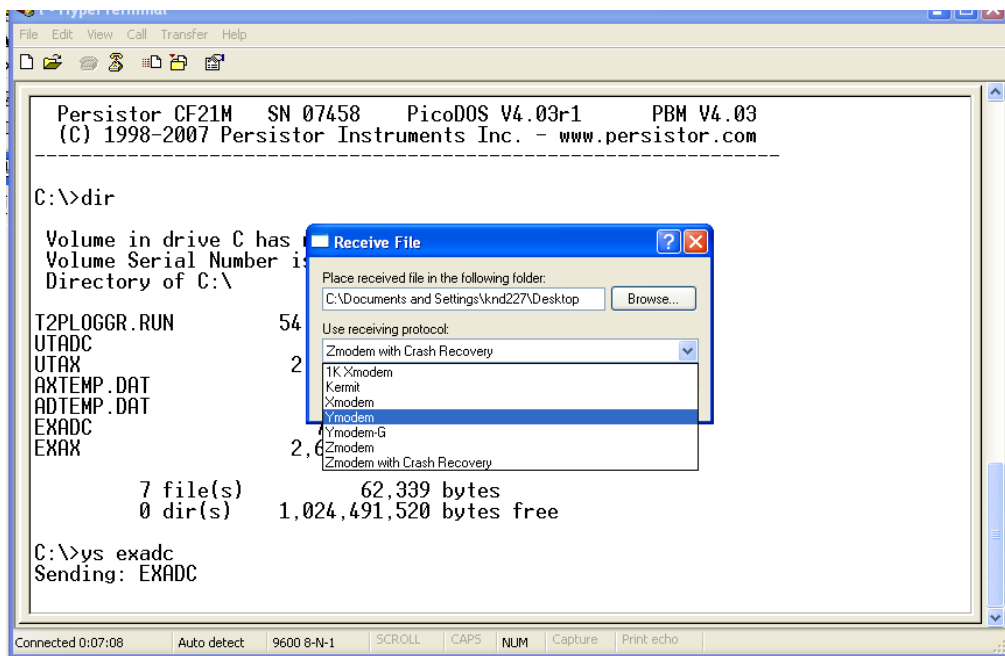 HyperTerminal
File Edit View Call Transfer Help
Persistor CF21M SN 07458 PicoDOS V4.03r1 PBM V4.03
(C) 1998-2007 Persistor Instruments Inc. - www.persistor.com
C:\>dir
Volume in drive C has
Volume Serial Number is
Directory of C:\
T2PLOGGR.RUN 54
UTADC
UTAX 2
AXTEMP.DAT
ADTEMP.DAT
EXADC
EXAX 2,6
7 file(s) 62,339 bytes
0 dir(s) 1,024,491,520 bytes free
C:\>ys exadc
Sending: EXADC
Receive File
Place received file in the following folder:
C:\Documents and Settings\knd227\Desktop Browse...
Use receiving protocol:
Zmodem with Crash Recovery
1K Xmodem
Kermit
Xmodem
Ymodem
Ymodem-G
Zmodem
Zmodem with Crash Recovery
Connected 0:07:08 Auto detect 9600 8-N-1 SCROLL CAPS NUM Capture Print echo